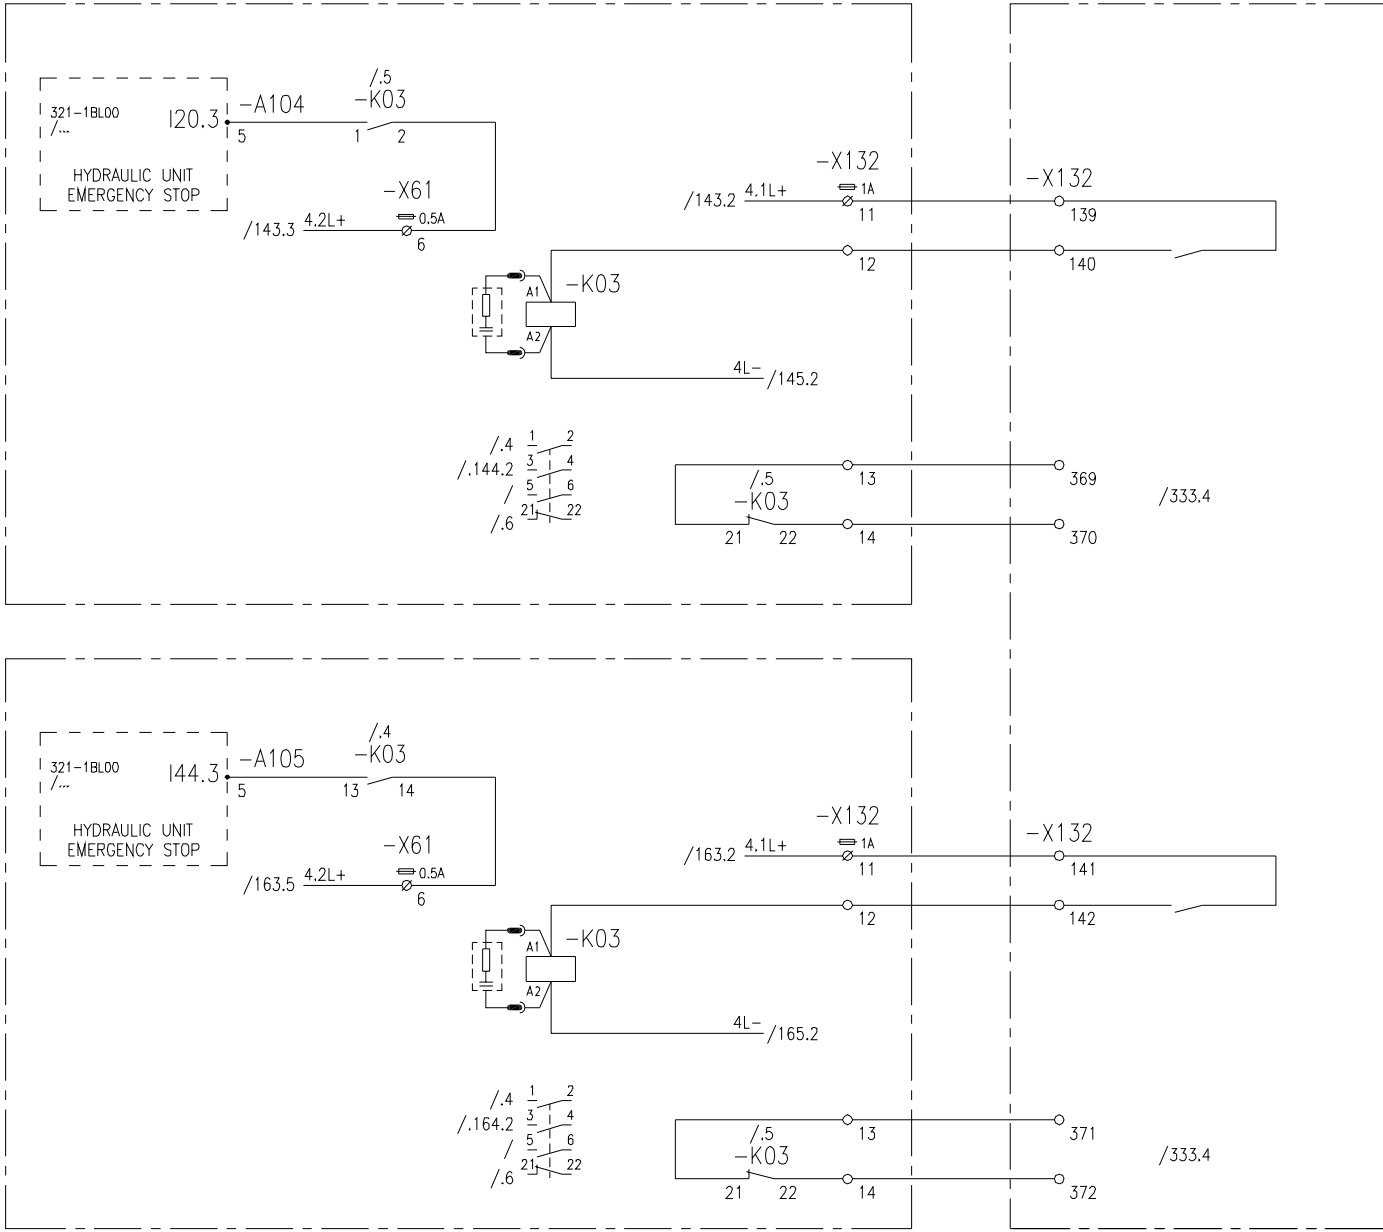 /.5
-A104
-K03
321-1BL00
/...
I20.3
5
1
2
HYDRAULIC UNIT
EMERGENCY STOP
-X61
/143.3
4.2L+
0.5A
6
-X132
/143.2
4.1L+
1A
11
-X132
139
12
140
A1
-K03
A2
4L-
/145.2
/.4
1
2
/.144.2
3
4
/
5
6
/.6
21
22
13
369
/.5
-K03
21
22
14
370
/333.4
/.4
-A105
-K03
321-1BL00
/...
I44.3
5
13
14
HYDRAULIC UNIT
EMERGENCY STOP
-X61
/163.5
4.2L+
0.5A
6
-X132
/163.2
4.1L+
1A
11
-X132
141
12
142
A1
-K03
A2
4L-
/165.2
/.4
1
2
/.164.2
3
4
/
5
6
/.6
21
22
13
371
/.5
-K03
21
22
14
372
/333.4